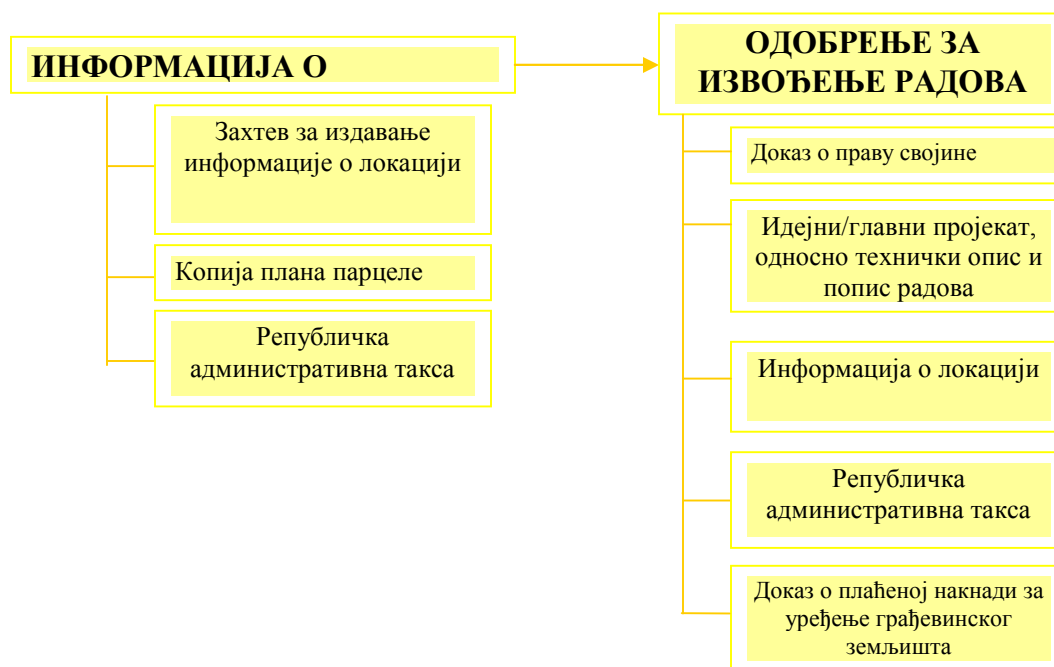 ИНФОРМАЦИЈА О
Захтев за издавање
информације о локацији
Копија плана парцеле
Републичка
административна такса
ОДОБРЕЊЕ ЗА
ИЗВОЂЕЊЕ РАДОВА
Доказ о праву својине
Идејни/главни пројекат,
односно технички опис и
попис радова
Информација о локацији
Републичка
административна такса
Доказ о плаћеној накнади за
уређење грађевинског
земљишта